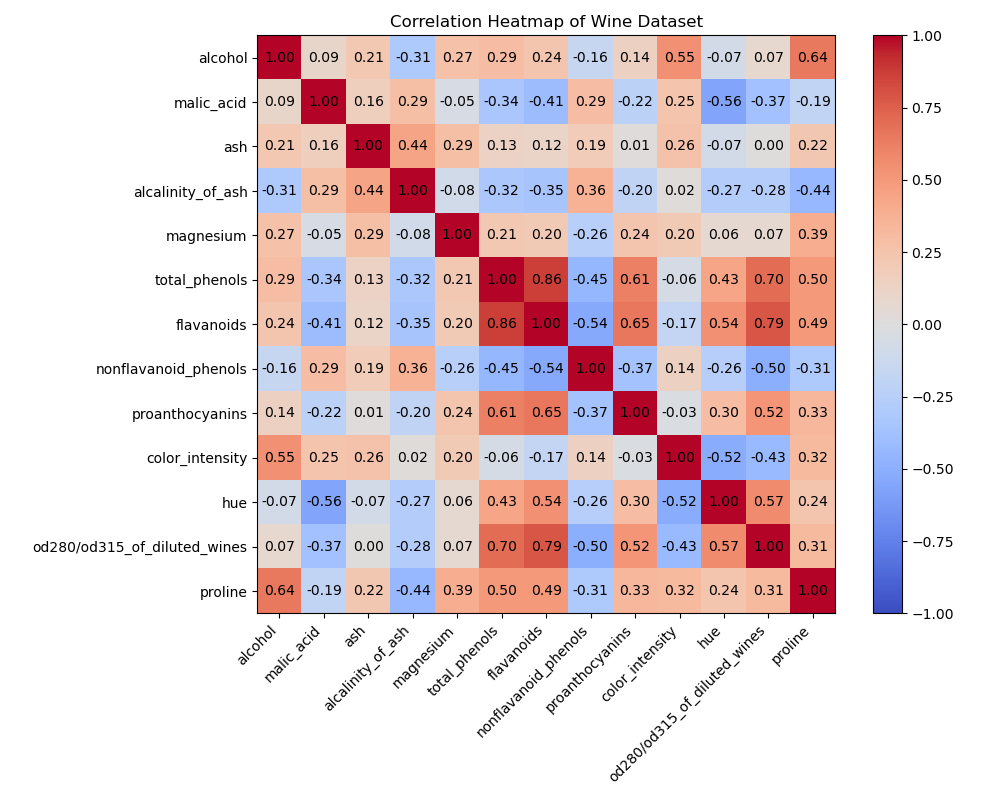 Correlation Heatmap of Wine Dataset
alcohol 1.00 0.09 0.21 -0.31 0.27 0.29 0.24 -0.16 0.14 0.55 -0.07 0.07 0.64
malic_acid 0.09 1.00 0.16 0.29 -0.05 -0.34 -0.41 0.29 -0.22 0.25 -0.56 -0.37 -0.19
ash 0.21 0.16 1.00 0.44 0.29 0.13 0.12 0.19 0.01 0.26 -0.07 0.00 0.22
alcalinity_of_ash -0.31 0.29 0.44 1.00 -0.08 -0.32 -0.35 0.36 -0.20 0.02 -0.27 -0.28 -0.44
magnesium 0.27 -0.05 0.29 -0.08 1.00 0.21 0.20 -0.26 0.24 0.20 0.06 0.07 0.39
total_phenols 0.29 -0.34 0.13 -0.32 0.21 1.00 0.86 -0.45 0.61 -0.06 0.43 0.70 0.50
flavanoids 0.24 -0.41 0.12 -0.35 0.20 0.86 1.00 -0.54 0.65 -0.17 0.54 0.79 0.49
nonflavanoid_phenols -0.16 0.29 0.19 0.36 -0.26 -0.45 -0.54 1.00 -0.37 0.14 -0.26 -0.50 -0.31
proanthocyanins 0.14 -0.22 0.01 -0.20 0.24 0.61 0.65 -0.37 1.00 -0.03 0.30 0.52 0.33
color_intensity 0.55 0.25 0.26 0.02 0.20 -0.06 -0.17 0.14 -0.03 1.00 -0.52 -0.43 0.32
hue -0.07 -0.56 -0.07 -0.27 0.06 0.43 0.54 -0.26 0.30 -0.52 1.00 0.57 0.24
od280/od315_of_diluted_wines 0.07 -0.37 0.00 -0.28 0.07 0.70 0.79 -0.50 0.52 -0.43 0.57 1.00 0.31
proline 0.64 -0.19 0.22 -0.44 0.39 0.50 0.49 -0.31 0.33 0.32 0.24 0.31 1.00
alcohol
malic_acid
ash
alcalinity_of_ash
magnesium
total_phenols
flavanoids
nonflavanoid_phenols
proanthocyanins
color_intensity
hue
od280/od315_of_diluted_wines
proline
1.00
0.75
0.50
0.25
0.00
−0.25
−0.50
−0.75
−1.00